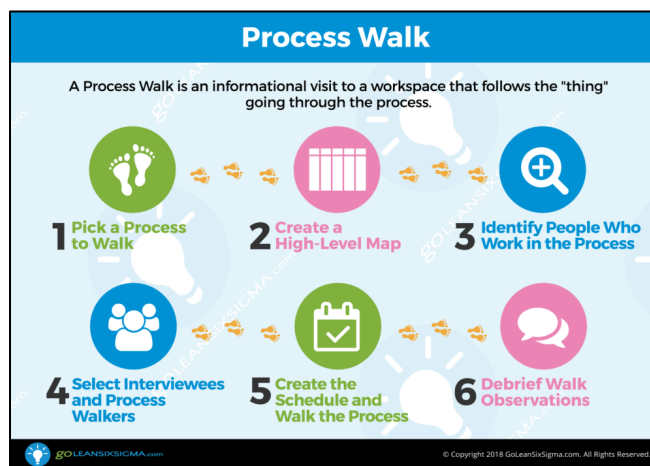 Process Walk
A Process Walk is an informational visit to a workspace that follows the "thing"
going through the process.
1 Pick a Process
to Walk
2 Create a
High-Level Map
3 Identify People Who
Work in the Process
4 Select Interviewees
and Process
Walkers
5 Create the
Schedule and
Walk the Process
6 Debrief Walk
Observations
goLEANSIXSIGMA.com
© Copyright 2018 GoLeanSixSigma.com. All Rights Reserved.